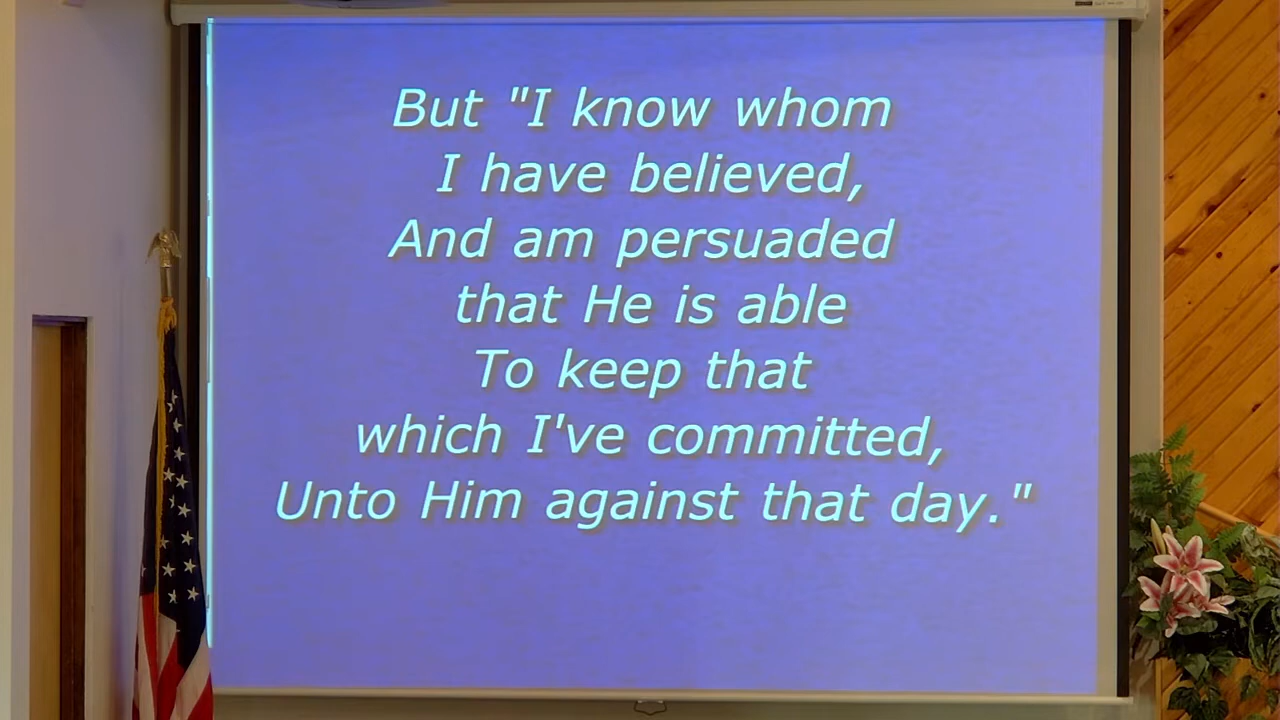 But "I know whom
I have believed,
And am persuaded
that He is able
To keep that
which I've committed,
Unto Him against that day."